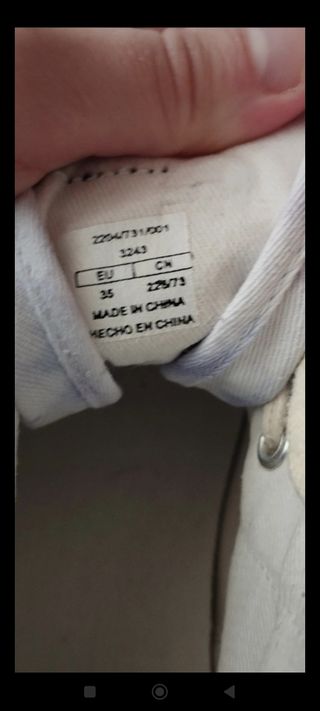 2204/731/001
3243
EU CN
35 225/73
MADE IN CHINA
HECHO EN CHINA